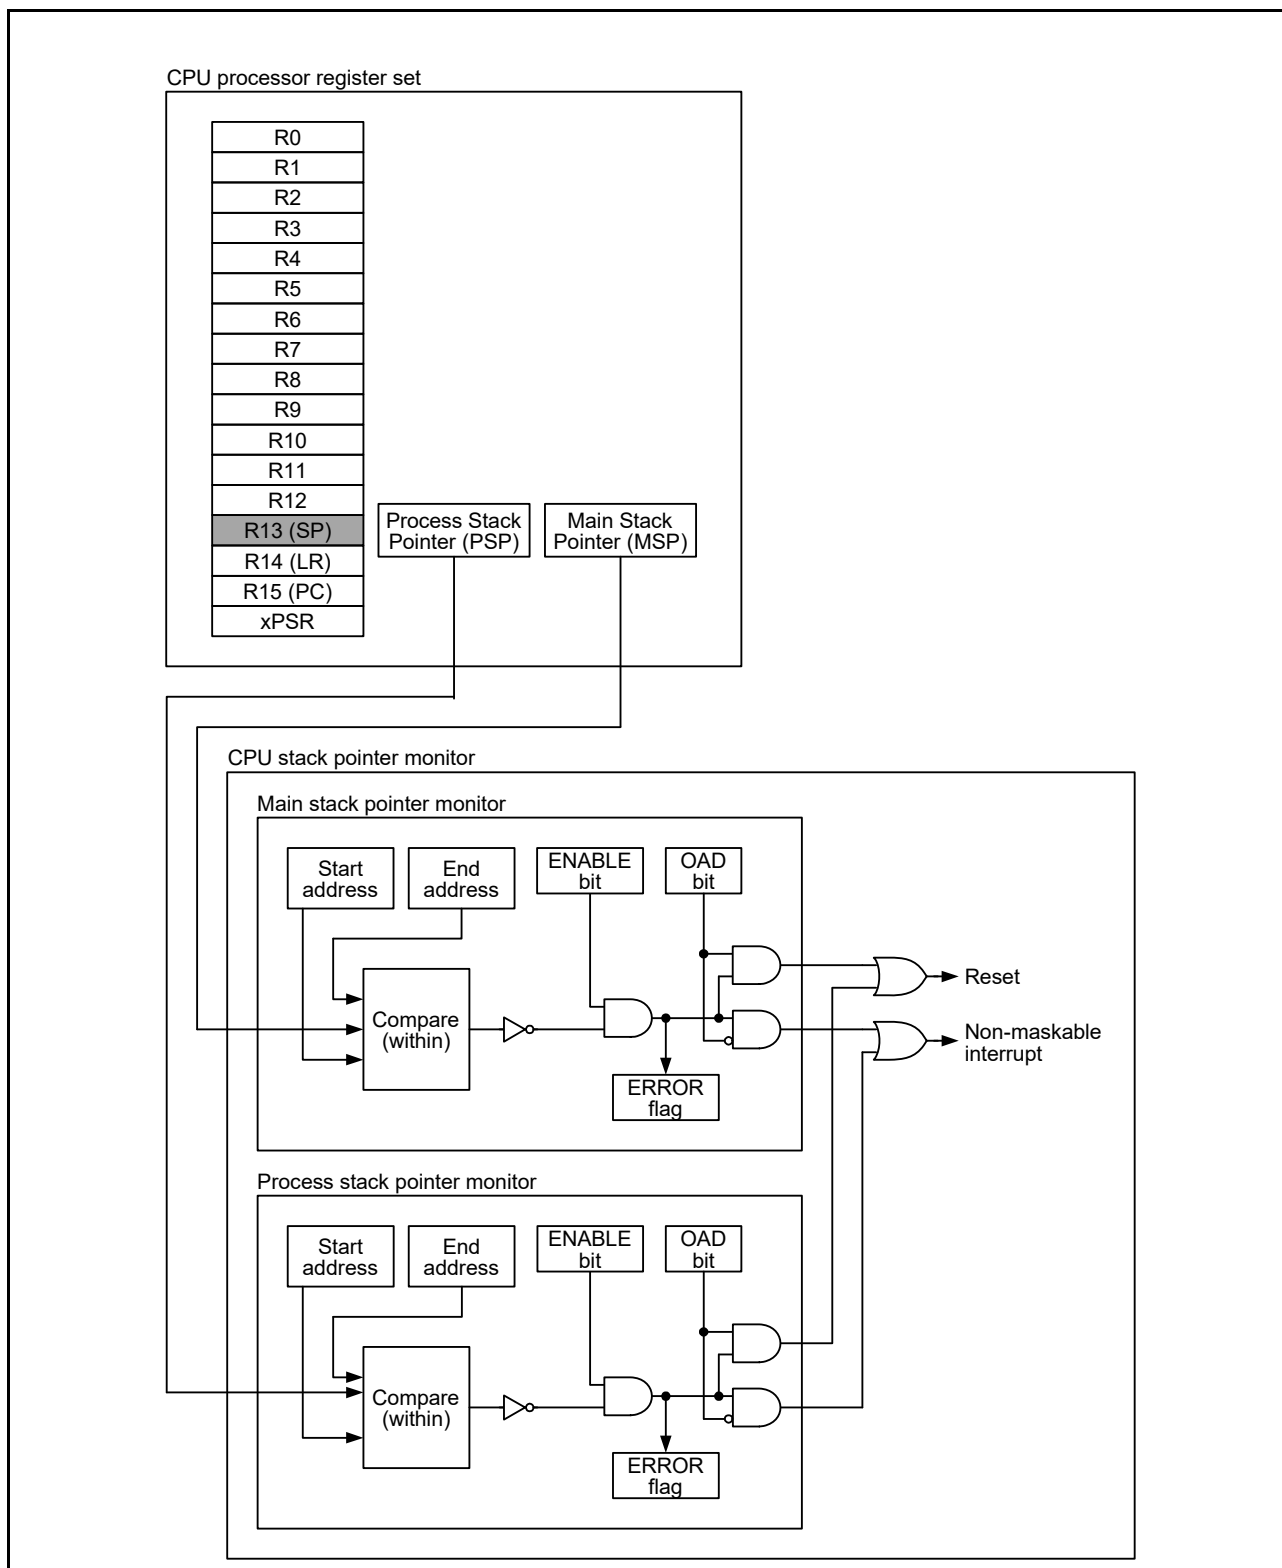 CPU processor register set
R0
R1
R2
R3
R4
R5
R6
R7
R8
R9
R10
R11
R12
R13 (SP)
R14 (LR)
R15 (PC)
xPSR
Process Stack
Pointer (PSP)
Main Stack
Pointer (MSP)
CPU stack pointer monitor
Main stack pointer monitor
Start
address
End
address
ENABLE
bit
OAD
bit
Compare
(within)
ERROR
flag
Reset
Non-maskable
interrupt
Process stack pointer monitor
Start
address
End
address
ENABLE
bit
OAD
bit
Compare
(within)
ERROR
flag